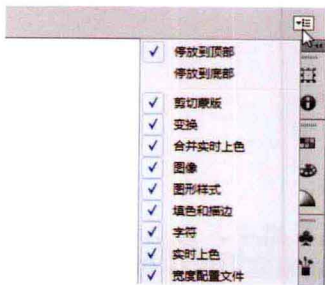 停放到顶部
停放到底部
剪切蒙版
变换
合并实时上色
图像
图形样式
填色和描边
字符
实时上色
宽度配置文件